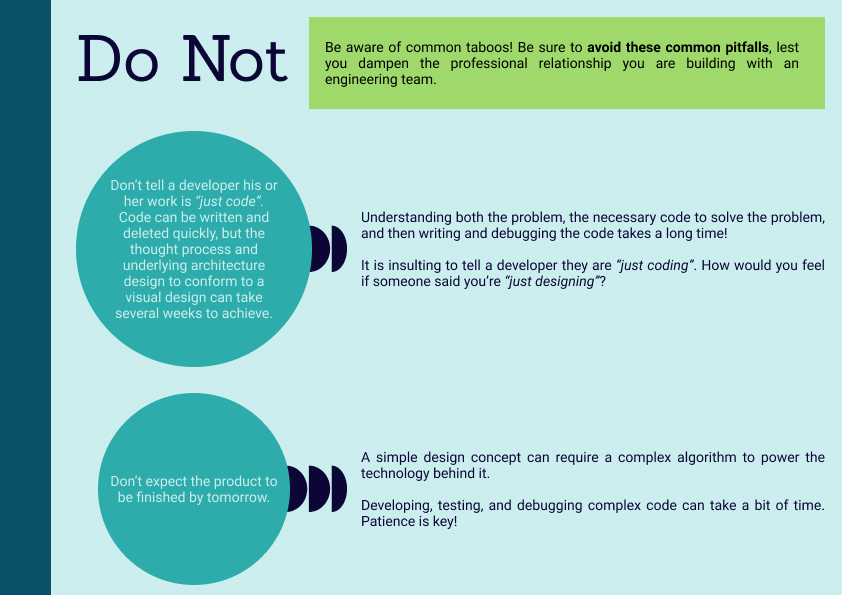 Do Not
Be aware of common taboos! Be sure to avoid these common pitfalls, lest
you dampen the professional relationship you are building with an
engineering team.
Don't tell a developer his or
her work is "just code".
Code can be written and
deleted quickly, but the
thought process and
underlying architecture
design to conform to a
visual design can take
several weeks to achieve.
Understanding both the problem, the necessary code to solve the problem,
and then writing and debugging the code takes a long time!
It is insulting to tell a developer they are "just coding". How would you feel
if someone said you're "just designing"?
Don't expect the product to
be finished by tomorrow.
A simple design concept can require a complex algorithm to power the
technology behind it.
Developing, testing, and debugging complex code can take a bit of time.
Patience is key!